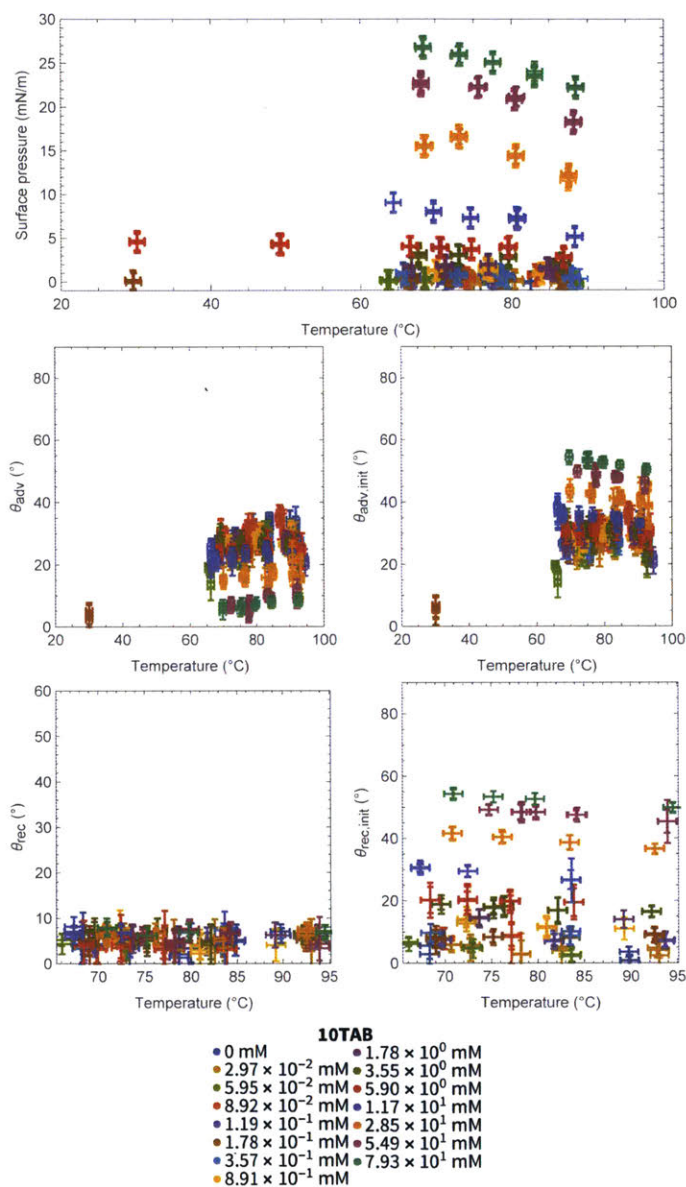 30
25
20
15
10
5
0
Surface pressure (mN/m)
20 40 60 80 100
Temperature (°C)
80
60
40
20
0
θadv (°)
20 40 60 80 100
Temperature (°C)
80
60
40
20
0
θadv,init (°)
20 40 60 80 100
Temperature (°C)
60
50
40
30
20
10
0
θrec (°)
70 75 80 85 90 95
Temperature (°C)
80
60
40
20
0
θrec,init (°)
70 75 80 85 90 95
Temperature (°C)
10TAB
0 mM
2.97 × 10⁻² mM
5.95 × 10⁻² mM
8.92 × 10⁻² mM
1.19 × 10⁻¹ mM
1.78 × 10⁻¹ mM
3.57 × 10⁻¹ mM
8.91 × 10⁻¹ mM
1.78 × 10⁰ mM
3.55 × 10⁰ mM
5.90 × 10⁰ mM
1.17 × 10¹ mM
2.85 × 10¹ mM
5.49 × 10¹ mM
7.93 × 10¹ mM